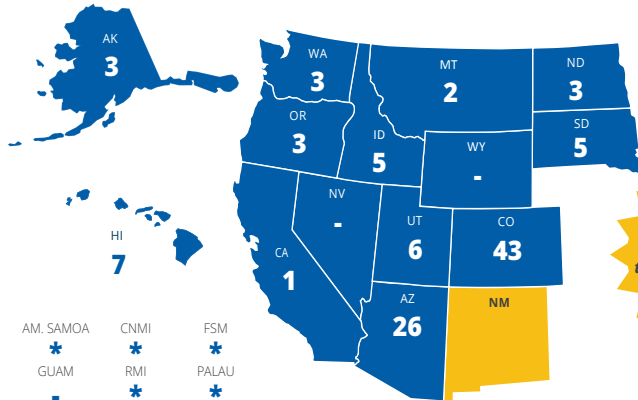 AK
3
WA
3
MT
2
ND
3
OR
3
ID
5
WY
-
SD
5
HI
7
NV
-
CA
1
UT
6
CO
43
AZ
26
NM
AM. SAMOA
*
CNMI
*
FSM
*
GUAM
-
RMI
*
PALAU
*